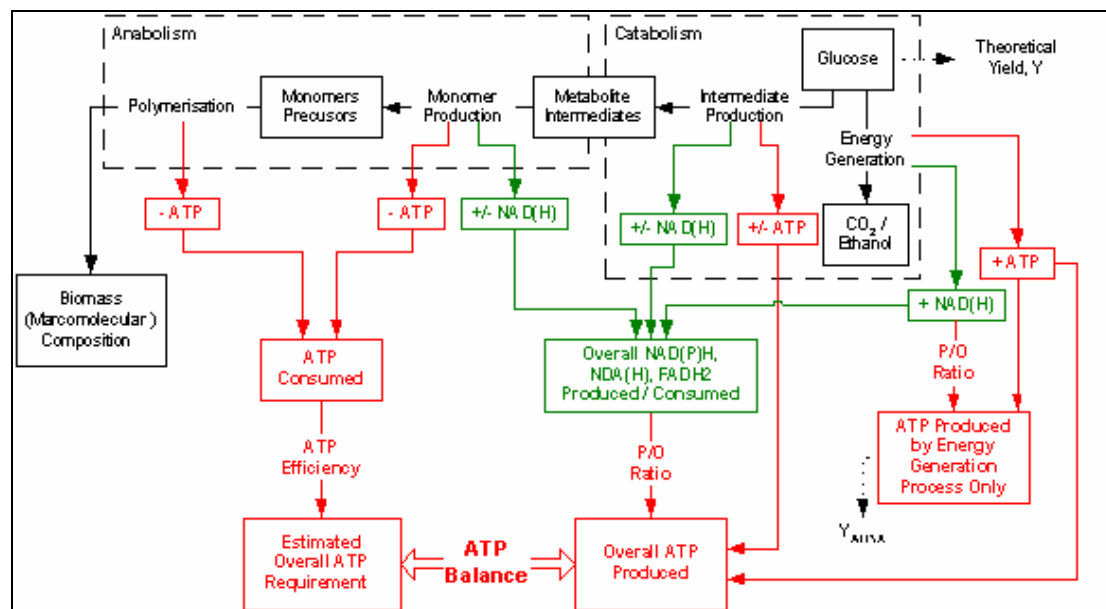 Anabolism
Catabolism
Glucose
Theoretical
Yield, Y
Polymerisation
Monomers
Precusors
Monomer
Production
Metabolite
Intermediates
Intermediate
Production
Energy
Generation
- ATP
- ATP
+/- NAD(H)
+/- NAD(H)
+/- ATP
CO₂ /
Ethanol
+ ATP
+ NAD(H)
Biomass
(Marcomolecular )
Composition
ATP
Consumed
Overall NAD(P)H,
NDA(H), FADH2
Produced / Consumed
P/O
Ratio
ATP Produced
by Energy
Generation
Process Only
ATP
Efficiency
P/O
Ratio
Estimated
Overall ATP
Requirement
ATP
Balance
Overall ATP
Produced